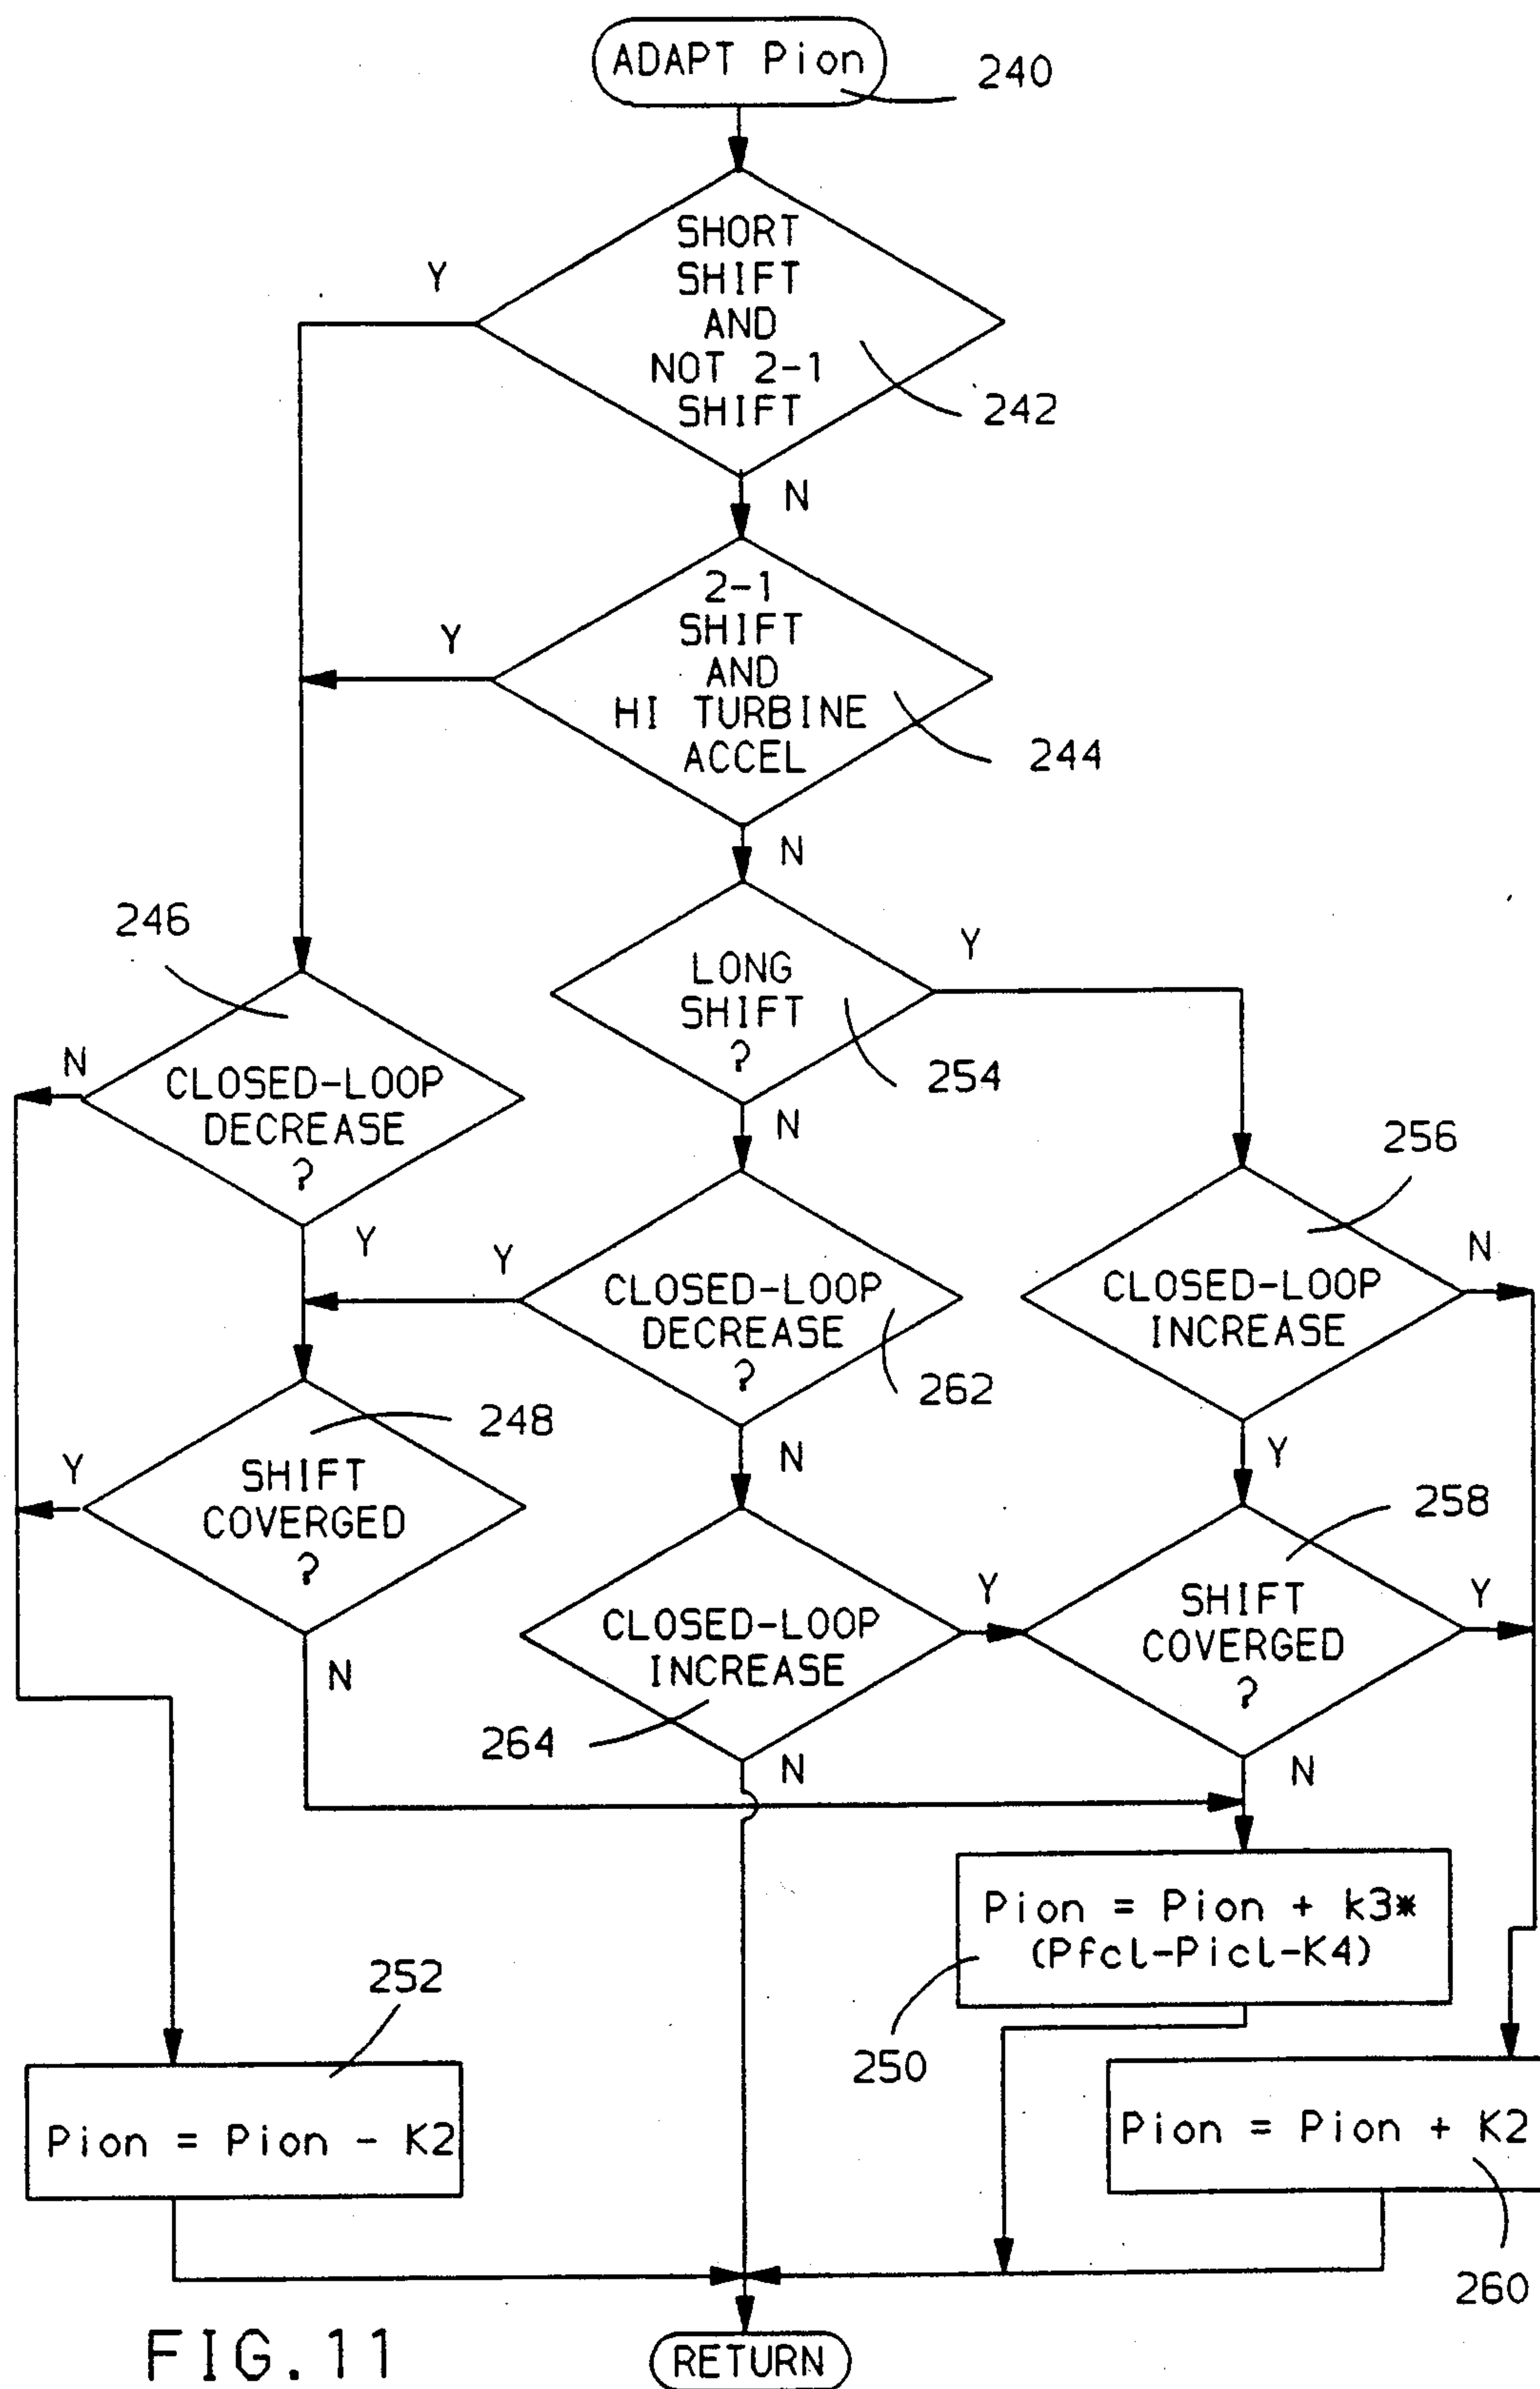 ADAPT Pion
240
SHORT
SHIFT
AND
NOT 2-1
SHIFT
Y
242
N
2-1
SHIFT
AND
HI TURBINE
ACCEL
Y
244
N
246
LONG
SHIFT
?
Y
254
N
CLOSED-LOOP
DECREASE
?
N
Y
256
CLOSED-LOOP
INCREASE
N
Y
CLOSED-LOOP
DECREASE
?
Y
262
N
248
SHIFT
COVERGED
?
Y
N
CLOSED-LOOP
INCREASE
Y
264
N
258
SHIFT
COVERGED
?
Y
N
Pion = Pion + k3*
(Pfcl-Picl-K4)
250
252
Pion = Pion - K2
Pion = Pion + K2
260
RETURN
FIG.11